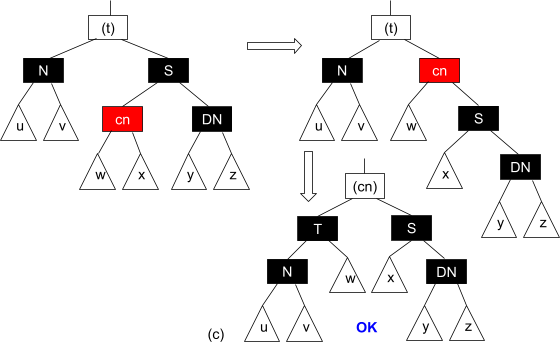 (t)
N S
cn DN
u v
w x y z
(t)
N cn
u v w S
x DN
y z
(cn)
T S
N w x DN
u v y z
(c) OK